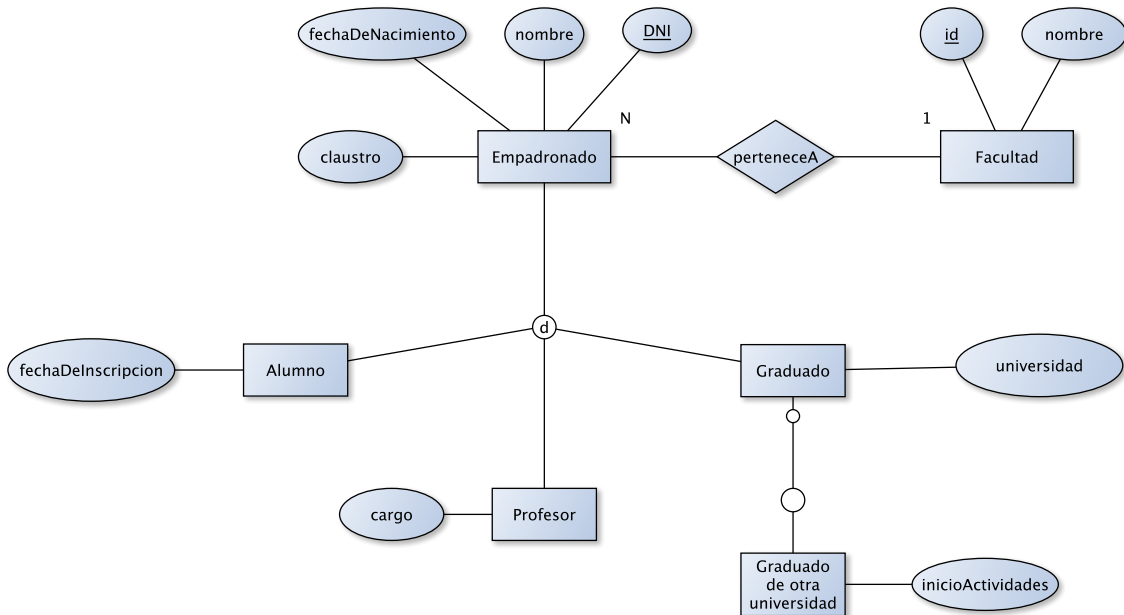 fechaDeNacimiento
nombre
DNI
id
nombre
N
1
claustro
Empadronado
perteneceA
Facultad
d
fechaDeInscripcion
Alumno
Graduado
universidad
cargo
Profesor
Graduado
de otra
universidad
inicioActividades